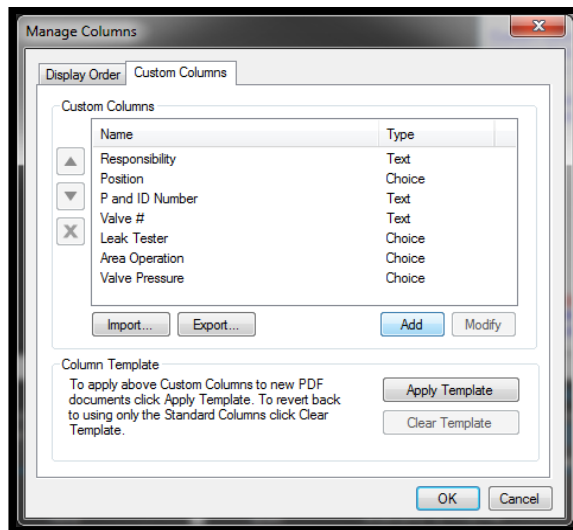 Manage Columns
Display Order Custom Columns
Custom Columns
Name Type
Responsibility Text
Position Choice
P and ID Number Text
Valve # Text
Leak Tester Choice
Area Operation Choice
Valve Pressure Choice
Import... Export... Add Modify
Column Template
To apply above Custom Columns to new PDF
documents click Apply Template. To revert back
to using only the Standard Columns click Clear
Template.
Apply Template
Clear Template
OK Cancel